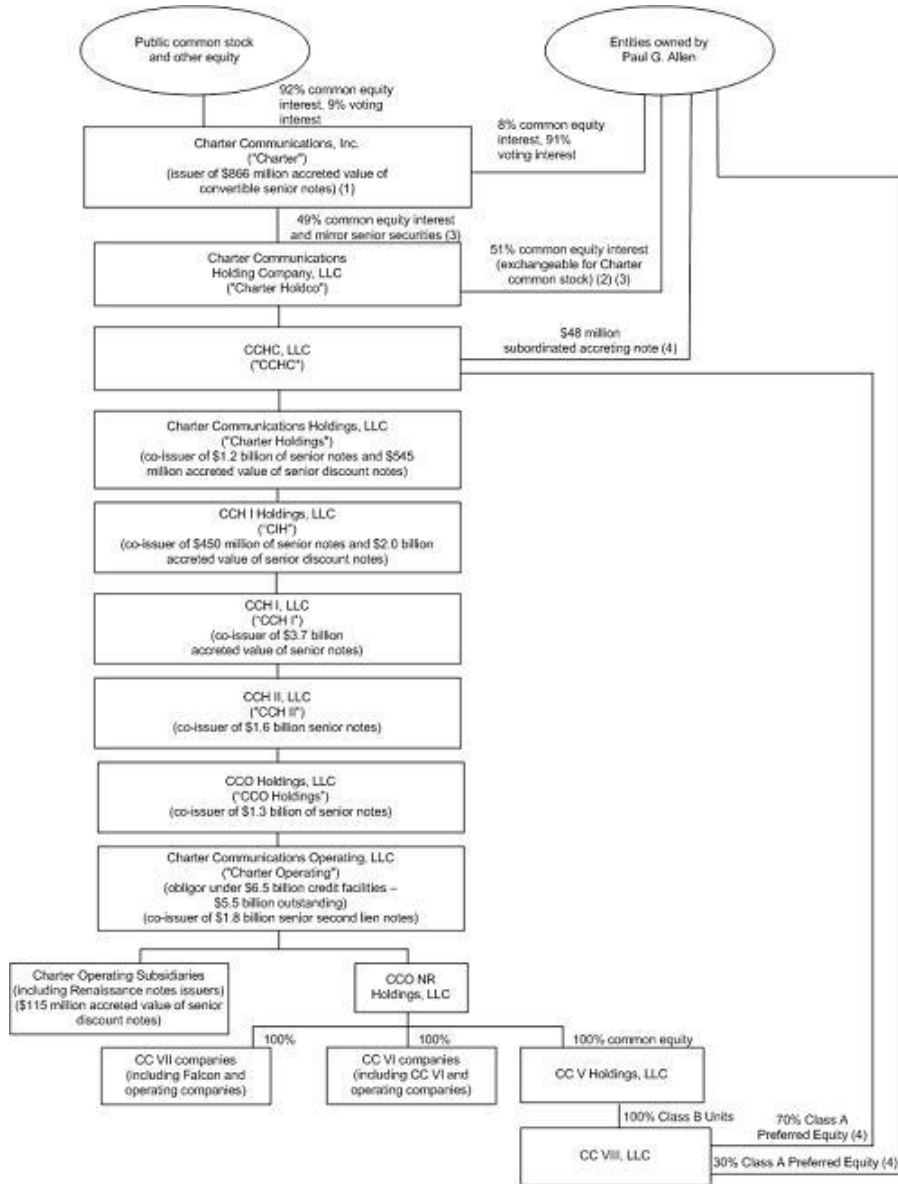 Public common stock
and other equity
Entities owned by
Paul G. Allen
92% common equity
interest, 9% voting
interest
8% common equity
interest, 91%
voting interest
Charter Communications, Inc.
("Charter")
(issuer of $866 million accreted value of
convertible senior notes) (1)
49% common equity interest
and mirror senior securities (3)
51% common equity interest
(exchangeable for Charter
common stock) (2) (3)
Charter Communications
Holding Company, LLC
("Charter Holdco")
$48 million
subordinated accreting note (4)
CCHC, LLC
("CCHC")
Charter Communications Holdings, LLC
("Charter Holdings")
(co-issuer of $1.2 billion of senior notes and $545
million accreted value of senior discount notes)
CCH I Holdings, LLC
("CIH")
(co-issuer of $450 million of senior notes and $2.0 billion
accreted value of senior discount notes)
CCH I, LLC
("CCH I")
(co-issuer of $3.7 billion
accreted value of senior notes)
CCH II, LLC
("CCH II")
(co-issuer of $1.6 billion senior notes)
CCO Holdings, LLC
("CCO Holdings")
(co-issuer of $1.3 billion of senior notes)
Charter Communications Operating, LLC
("Charter Operating")
(obligor under $6.5 billion credit facilities –
$5.5 billion outstanding)
(co-issuer of $1.8 billion senior second lien notes)
Charter Operating Subsidiaries
(including Renaissance notes issuers)
($115 million accreted value of senior
discount notes)
CCO NR
Holdings, LLC
100%
100%
100% common equity
CC VII companies
(including Falcon and
operating companies)
CC VI companies
(including CC VI and
operating companies)
CC V Holdings, LLC
100% Class B Units
70% Class A
Preferred Equity (4)
CC VIII, LLC
30% Class A Preferred Equity (4)